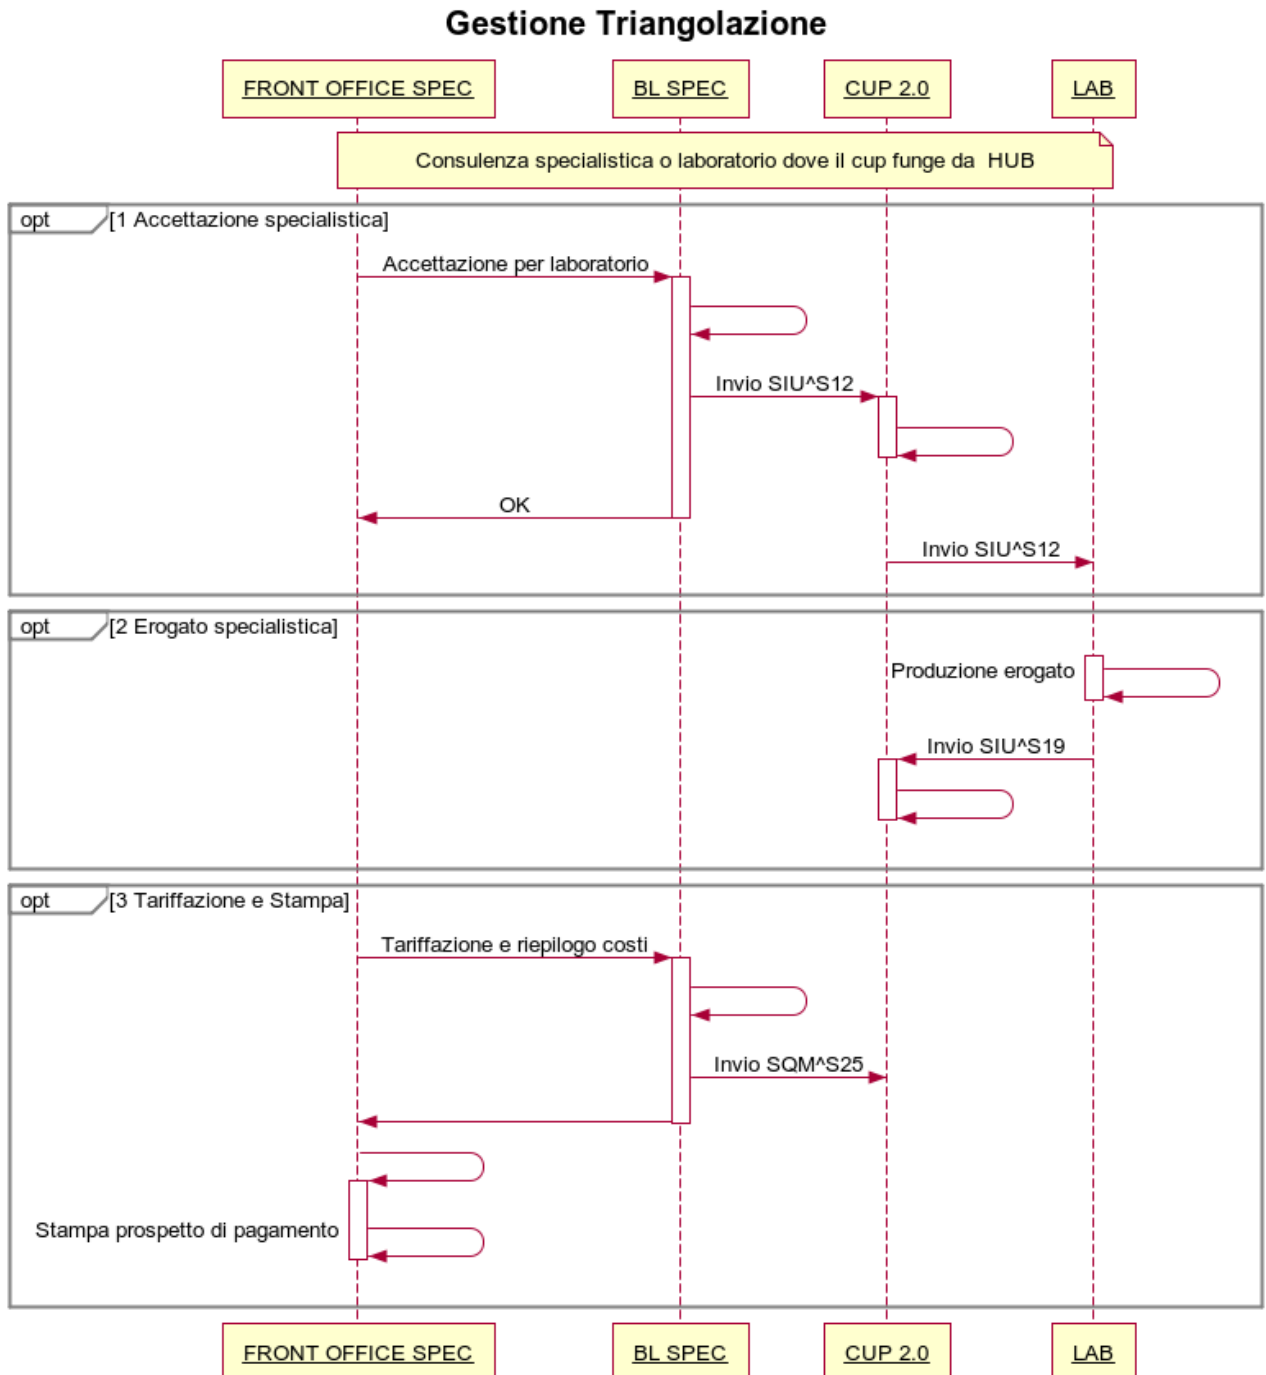 Gestione Triangolazione
FRONT OFFICE SPEC
BL SPEC
CUP 2.0
LAB
Consulenza specialistica o laboratorio dove il cup funge da  HUB
opt
[1 Accettazione specialistica]
Accettazione per laboratorio
Invio SIU^S12
OK
Invio SIU^S12
opt
[2 Erogato specialistica]
Produzione erogato
Invio SIU^S19
opt
[3 Tariffazione e Stampa]
Tariffazione e riepilogo costi
Invio SQM^S25
Stampa prospetto di pagamento
FRONT OFFICE SPEC
BL SPEC
CUP 2.0
LAB